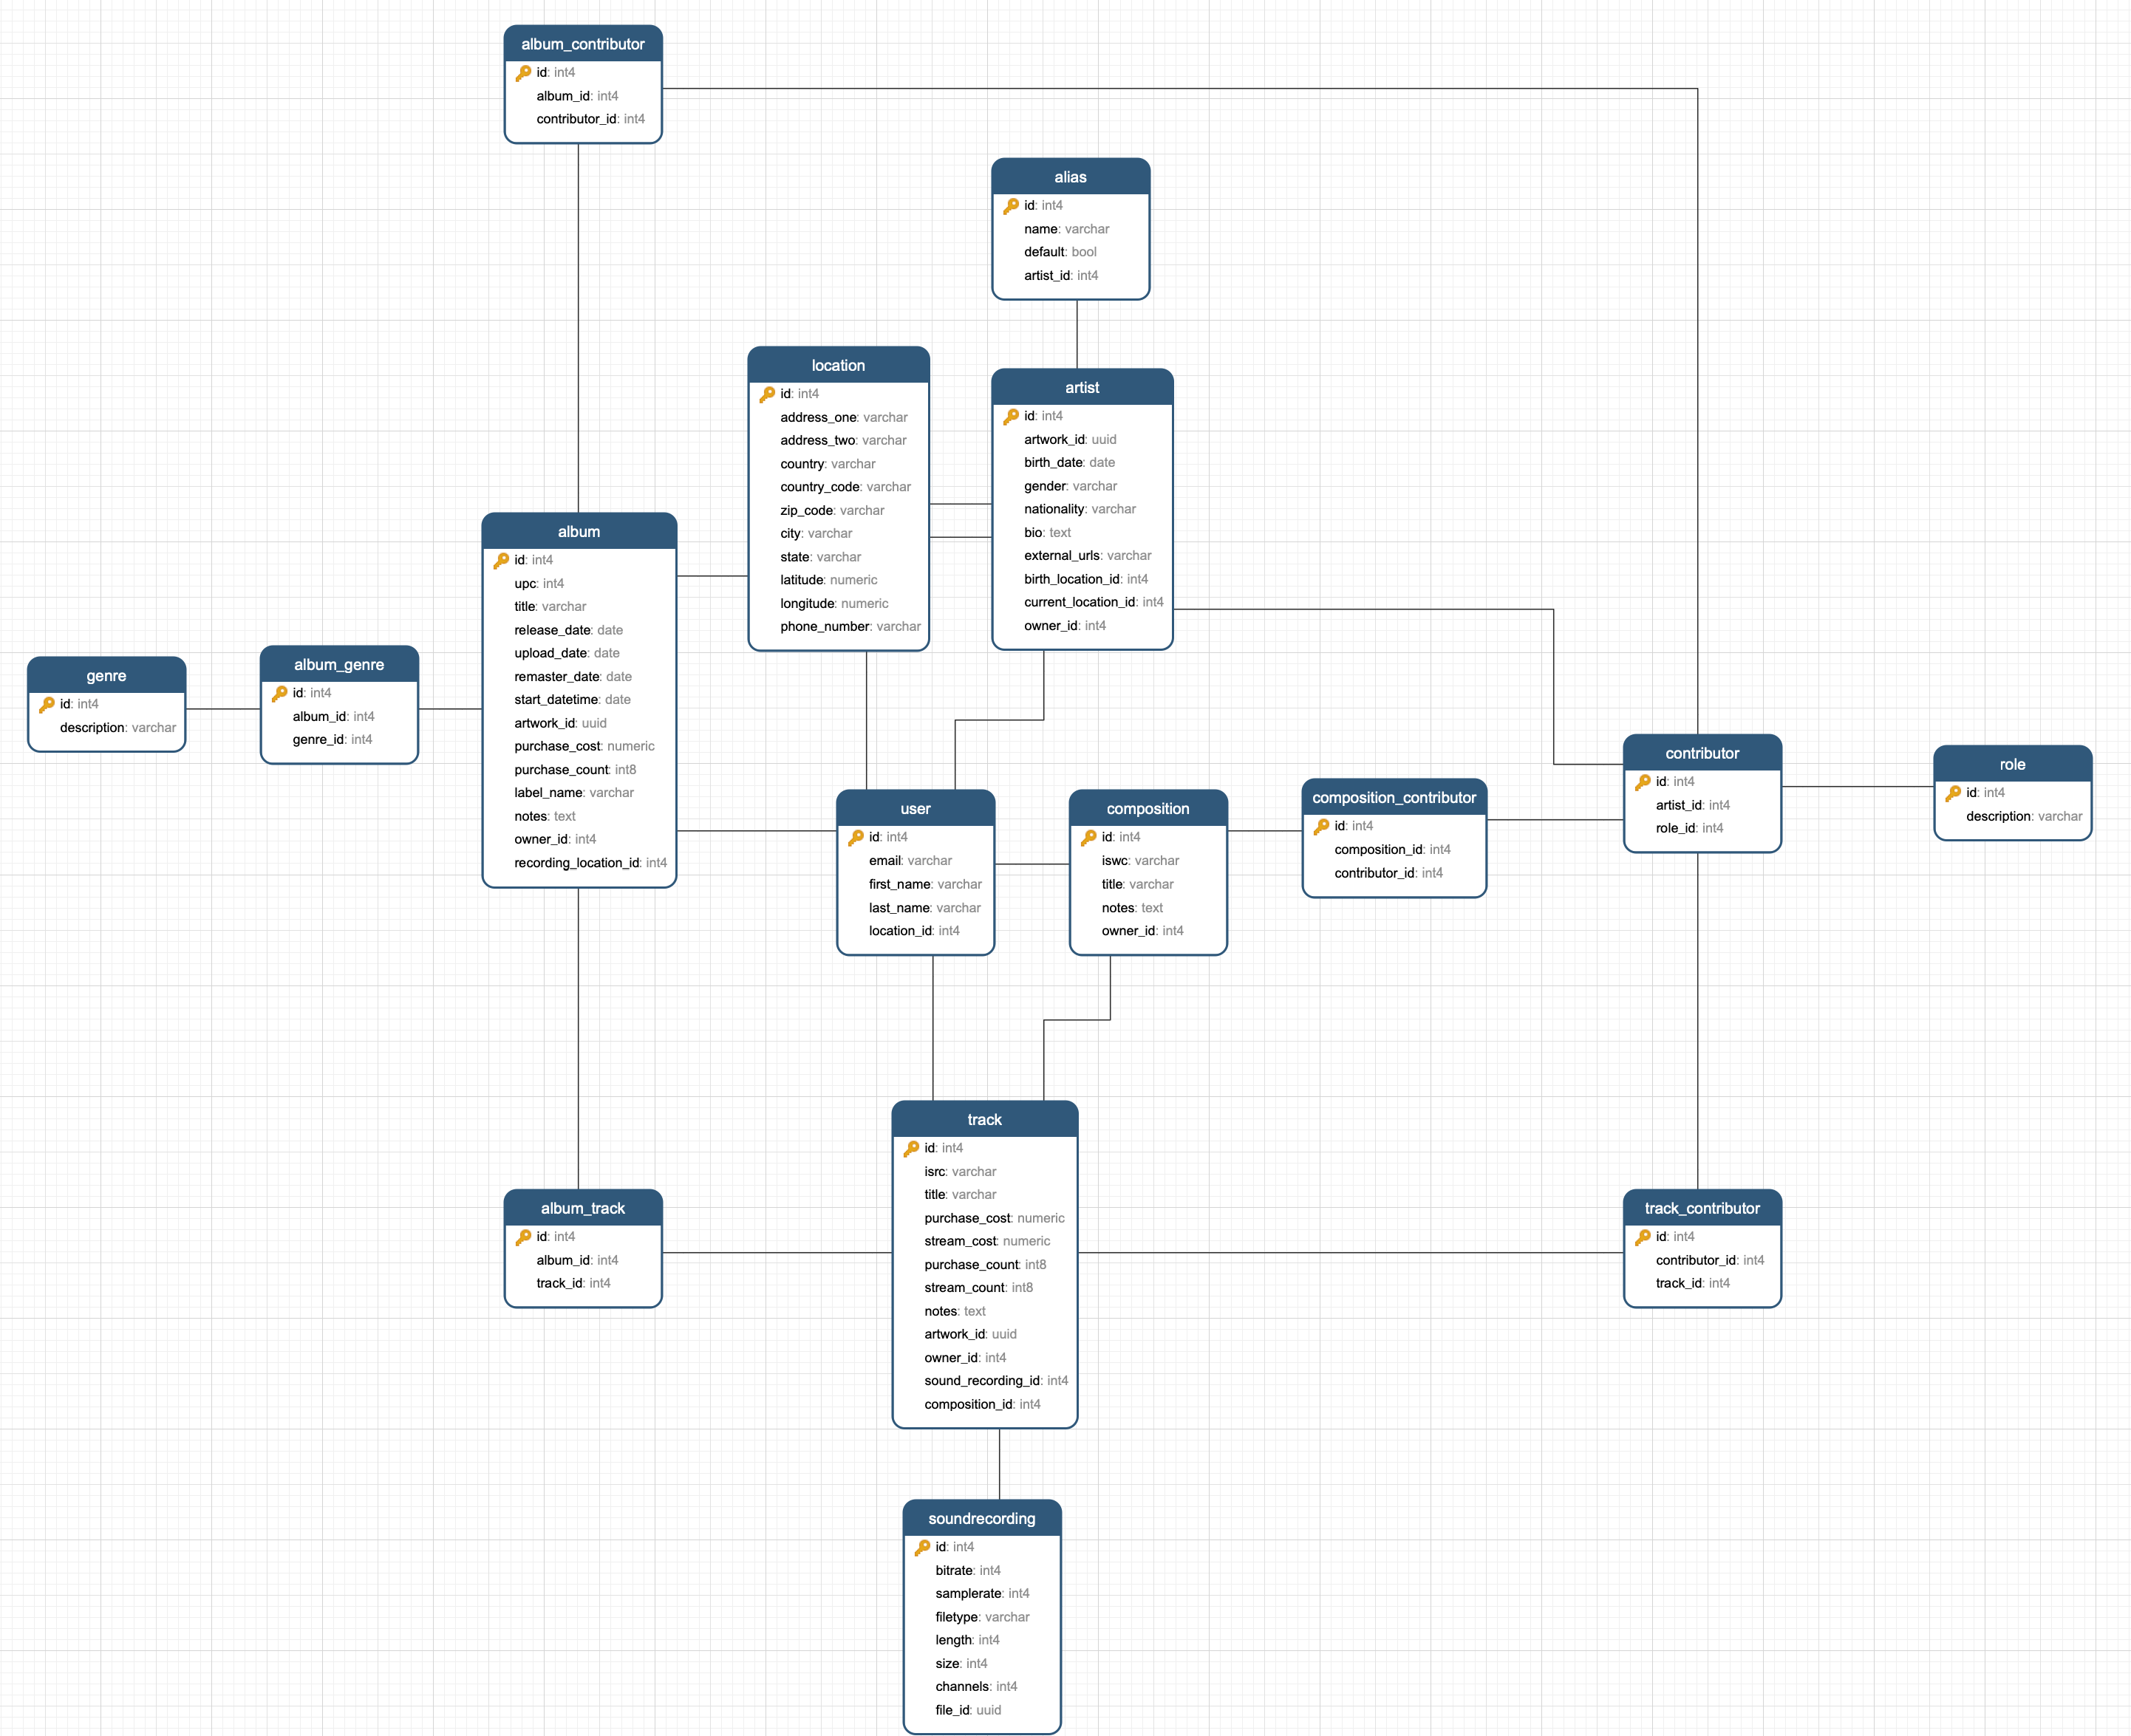 album_contributor
id: int4
album_id: int4
contributor_id: int4
alias
id: int4
name: varchar
default: bool
artist_id: int4
location
id: int4
address_one: varchar
address_two: varchar
country: varchar
country_code: varchar
zip_code: varchar
city: varchar
state: varchar
latitude: numeric
longitude: numeric
phone_number: varchar
artist
id: int4
artwork_id: uuid
birth_date: date
gender: varchar
nationality: varchar
bio: text
external_urls: varchar
birth_location_id: int4
current_location_id: int4
owner_id: int4
album
id: int4
upc: int4
title: varchar
release_date: date
upload_date: date
remaster_date: date
start_datetime: date
artwork_id: uuid
purchase_cost: numeric
purchase_count: int8
label_name: varchar
notes: text
owner_id: int4
recording_location_id: int4
genre
id: int4
description: varchar
album_genre
id: int4
album_id: int4
genre_id: int4
user
id: int4
email: varchar
first_name: varchar
last_name: varchar
location_id: int4
composition
id: int4
iswc: varchar
title: varchar
notes: text
owner_id: int4
composition_contributor
id: int4
composition_id: int4
contributor_id: int4
contributor
id: int4
artist_id: int4
role_id: int4
role
id: int4
description: varchar
album_track
id: int4
album_id: int4
track_id: int4
track
id: int4
isrc: varchar
title: varchar
purchase_cost: numeric
stream_cost: numeric
purchase_count: int8
stream_count: int8
notes: text
artwork_id: uuid
owner_id: int4
sound_recording_id: int4
composition_id: int4
track_contributor
id: int4
contributor_id: int4
track_id: int4
soundrecording
id: int4
bitrate: int4
samplerate: int4
filetype: varchar
length: int4
size: int4
channels: int4
file_id: uuid